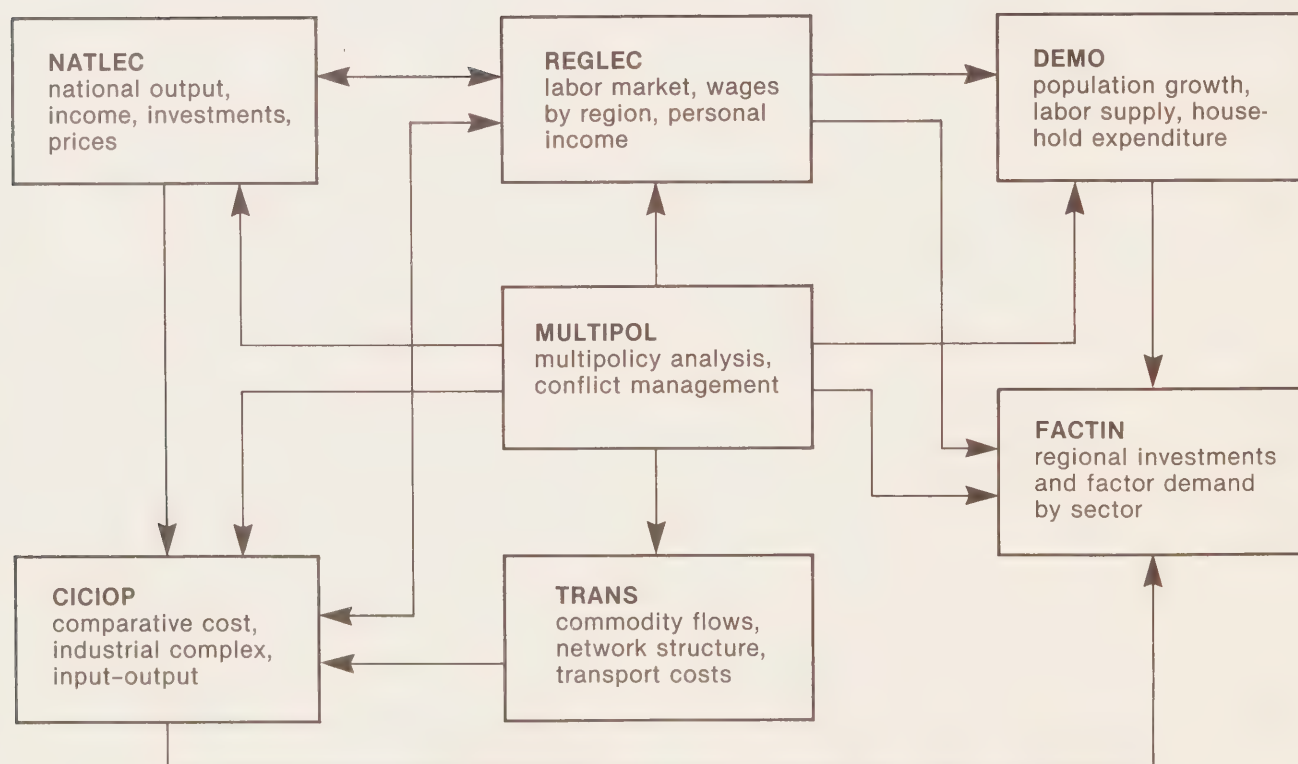 NATLEC
national output,
income, investments,
prices
REGLEC
labor market, wages
by region, personal
income
DEMO
population growth,
labor supply, house-
hold expenditure
MULTIPOL
multipolicy analysis,
conflict management
FACTIN
regional investments
and factor demand
by sector
CICIOP
comparative cost,
industrial complex,
input–output
TRANS
commodity flows,
network structure,
transport costs